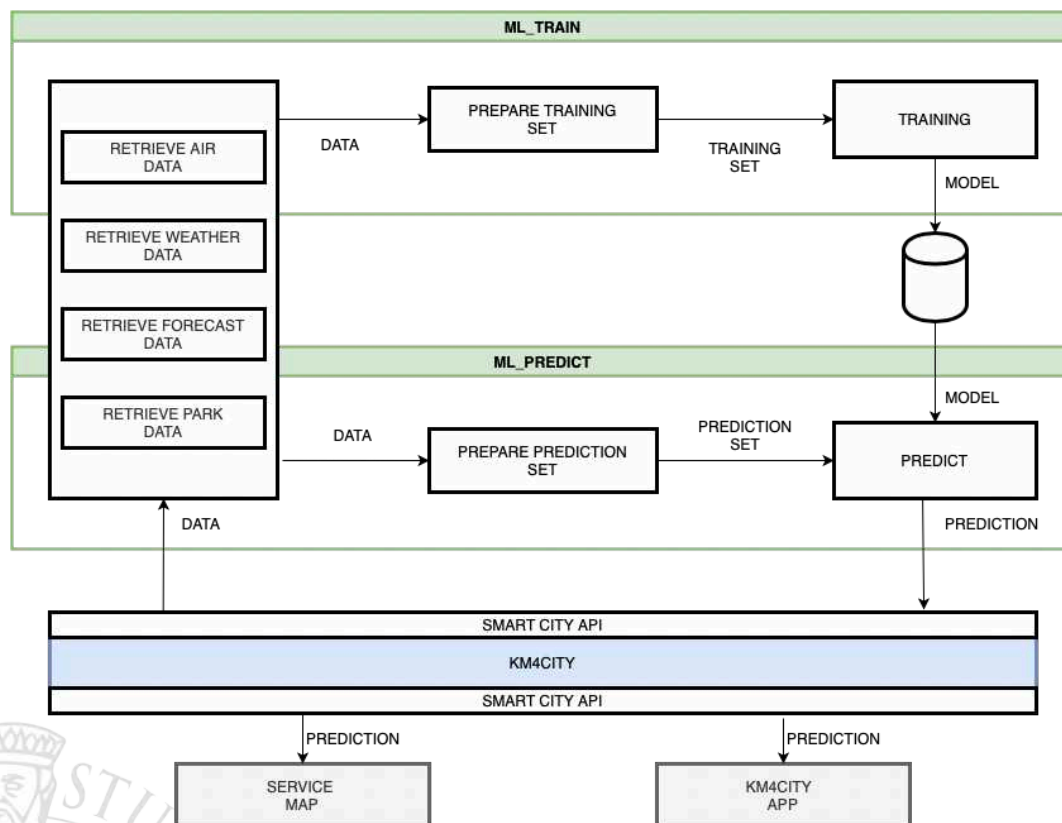 ML_TRAIN
RETRIEVE AIR
DATA
RETRIEVE WEATHER
DATA
RETRIEVE FORECAST
DATA
RETRIEVE PARK
DATA
DATA
PREPARE TRAINING
SET
TRAINING
SET
TRAINING
MODEL
ML_PREDICT
MODEL
DATA
PREPARE PREDICTION
SET
PREDICTION
SET
PREDICT
DATA
PREDICTION
SMART CITY API
KM4CITY
SMART CITY API
PREDICTION
PREDICTION
SERVICE
MAP
KM4CITY
APP